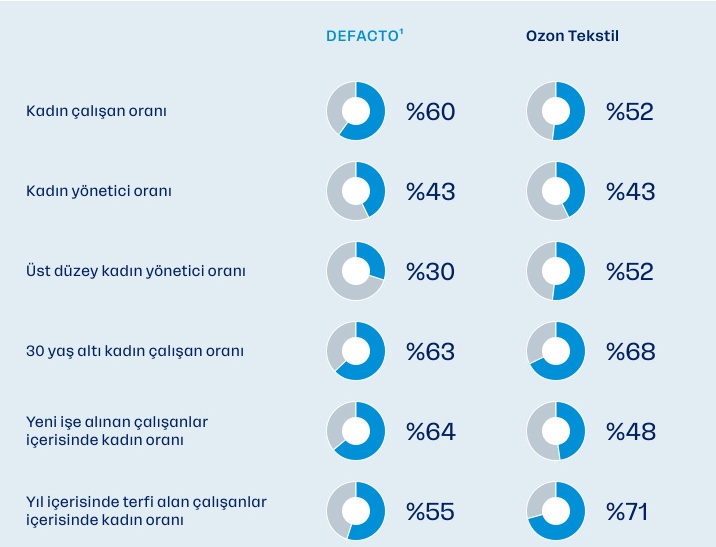 DEFACTO¹ Ozon Tekstil
Kadın çalışan oranı %60 %52
Kadın yönetici oranı %43 %43
Üst düzey kadın yönetici oranı %30 %52
30 yaş altı kadın çalışan oranı %63 %68
Yeni işe alınan çalışanlar
içerisinde kadın oranı %64 %48
Yıl içerisinde terfi alan çalışanlar
içerisinde kadın oranı %55 %71